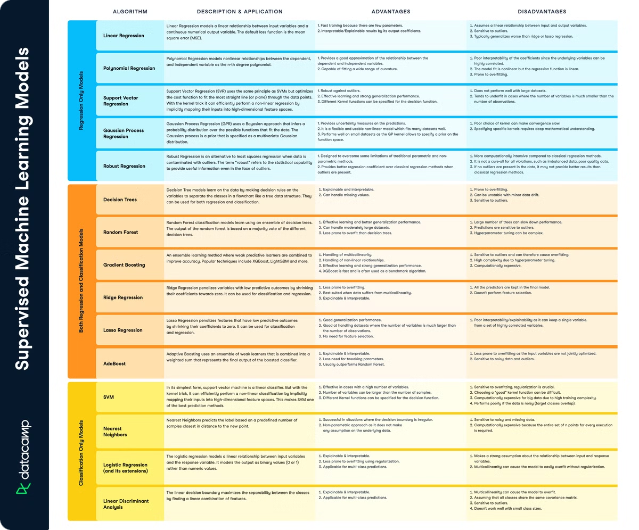 Supervised Machine Learning Models
datacamp
ALGORITHM
DESCRIPTION & APPLICATION
ADVANTAGES
DISADVANTAGES
Regression Only Models
Linear Regression
Linear Regression models a linear relationship between input variables and a
continuous numerical output variable. The default loss function is the mean
square error (MSE).
1. Fast training because there are few parameters.
2. Interpretable/Explainable results by its output coefficients.
1. Assumes a linear relationship between input and output variables.
2. Sensitive to outliers.
3. Typically generalizes worse than ridge or lasso regression.
Polynomial Regression
Polynomial Regression models nonlinear relationships between the dependent,
and independent variable as the n-th degree polynomial.
1. Provides a good approximation of the relationship between the
dependent and independent variables.
2. Capable of fitting a wide range of curvature.
1. Poor interpretability of the coefficients since the underlying variables can be
highly correlated.
2. The model fit is nonlinear but the regression function is linear.
3. Prone to overfitting.
Support Vector
Regression
Support Vector Regression (SVR) uses the same principle as SVMs but optimizes
the cost function to fit the most straight line (or plane) through the data points.
With the kernel trick it can efficiently perform a non-linear regression by
implicitly mapping their inputs into high-dimensional feature spaces.
1. Robust against outliers.
2. Effective learning and strong generalization performance.
3. Different Kernel functions can be specified for the decision function.
1. Does not perform well with large datasets.
2. Tends to underfit in cases where the number of variables is much smaller than the
number of observations.
Gaussian Process
Regression
Gaussian Process Regression (GPR) uses a Bayesian approach that infers a
probability distribution over the possible functions that fit the data. The
Gaussian process is a prior that is specified as a multivariate Gaussian
distribution.
1. Provides uncertainty measures on the predictions.
2. It is a flexible and usable non-linear model which fits many datasets well.
3. Performs well on small datasets as the GP kernel allows to specify a prior on the
function space.
1. Poor choice of kernel can make convergence slow.
2. Specifying specific kernels requires deep mathematical understanding.
Robust Regression
Robust Regression is an alternative to least squares regression when data is
contaminated with outliers. The term "robust" refers to the statistical capability
to provide useful information even in the face of outliers.
1. Designed to overcome some limitations of traditional parametric and non-
parametric methods.
2. Provides better regression coefficient over classical regression methods when
outliers are present.
1. More computationally intensive compared to classical regression methods.
2. It is not a cure-all for all violations, such as imbalanced data, poor quality data.
3. If no outliers are present in the data, it may not provide better results than
classical regression methods.
Both Regression and Classification Models
Decision Trees
Decision Tree models learn on the data by making decision rules on the
variables to separate the classes in a flowchart like a tree data structure. They
can be used for both regression and classification.
1. Explainable and interpretable.
2. Can handle missing values.
1. Prone to overfitting.
2. Can be unstable with minor data drift.
3. Sensitive to outliers.
Random Forest
Random Forest classification models learn using an ensemble of decision trees.
The output of the random forest is based on a majority vote of the different
decision trees.
1. Effective learning and better generalization performance.
2. Can handle moderately large datasets.
3. Less prone to overfit than decision trees.
1. Large number of trees can slow down performance.
2. Predictions are sensitive to outliers.
3. Hyperparameter tuning can be complex.
Gradient Boosting
An ensemble learning method where weak predictive learners are combined to
improve accuracy. Popular techniques include XGBoost, LightGBM and more.
1. Handling of multicollinearity.
2. Handling of nonlinear relationships.
3. Effective learning and strong generalization performance.
4. XGBoost is fast and is often used as a benchmark algorithm.
1. Sensitive to outliers and can therefore cause overfitting.
2. High complexity due to hyperparameter tuning.
3. Computationally expensive.
Ridge Regression
Ridge Regression penalizes variables with low predictive outcomes by shrinking
their coefficients towards zero. It can be used for classification and regression.
1. Less prone to overfitting.
2. Best suited when data suffers from multicollinearity.
3. Explainable & interpretable.
1. All the predictors are kept in the final model.
2. Doesn't perform feature selection.
Lasso Regression
Lasso Regression penalizes features that have low predictive outcomes
by shrinking their coefficients to zero. It can be used for classification
and regression.
1. Good generalization performance.
2. Good at handling datasets where the number of variables is much larger than
the number of observations.
3. No need for feature selection.
1. Poor interpretability/explainability as it can keep a single variable
from a set of highly correlated variables.
AdaBoost
Adaptive Boosting uses an ensemble of weak learners that is combined into a
weighted sum that represents the final output of the boosted classifier.
1. Explainable & interpretable.
2. Less need for tweaking parameters.
3. Usually outperforms Random Forest.
1. Less prone to overfitting as the input variables are not jointly optimized.
2. Sensitive to noisy data and outliers.
Classification Only Models
SVM
In its simplest form, support vector machine is a linear classifier. But with the
kernel trick, it can efficiently perform a non-linear classification by implicitly
mapping their inputs into high-dimensional feature spaces. This makes SVM one
of the best prediction methods.
1. Effective in cases with a high number of variables.
2. Number of variables can be larger than the number of samples.
3. Different Kernel functions can be specified for the decision function.
1. Sensitive to overfitting, regularization is crucial.
2. Choosing a "good" kernel function can be difficult.
3. Computationally expensive for big data due to high training complexity.
4. Performs poorly if the data is noisy (target classes overlap).
Nearest
Neighbors
Nearest Neighbors predicts the label based on a predefined number of
samples closest in distance to the new point.
1. Successful in situations where the decision boundary is irregular.
2. Non-parametric approach as it does not make
any assumption on the underlying data.
1. Sensitive to noisy and missing data.
2. Computationally expensive because the entire set of n points for every execution
is required.
Logistic Regression
(and its extensions)
The logistic regression models a linear relationship between input variables
and the response variable. It models the output as binary values (0 or 1)
rather than numeric values.
1. Explainable & Interpretable.
2. Less prone to overfitting using regularization.
3. Applicable for multi-class predictions.
1. Makes a strong assumption about the relationship between input and response
variables.
2. Multicollinearity can cause the model to easily overfit without regularization.
Linear Discriminant
Analysis
The linear decision boundary maximizes the separability between the classes
by finding a linear combination of features.
1. Explainable & Interpretable.
2. Applicable for multi-class predictions.
1. Multicollinearity can cause the model to overfit.
2. Assuming that all classes share the same covariance matrix.
3. Sensitive to outliers.
4. Doesn't work well with small class sizes.